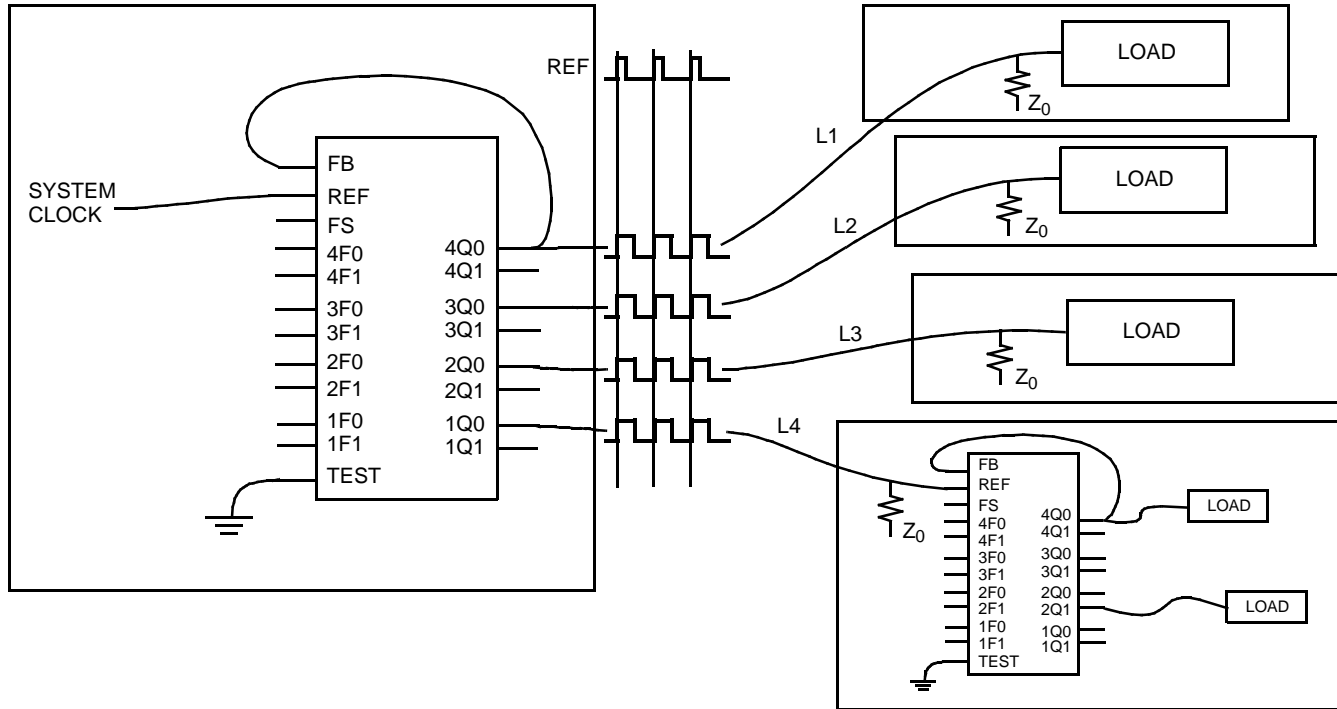 REF
SYSTEM
CLOCK
FB
REF
FS
4F0
4F1
3F0
3F1
2F0
2F1
1F0
1F1
TEST
4Q0
4Q1
3Q0
3Q1
2Q0
2Q1
1Q0
1Q1
L1
L2
L3
L4
LOAD
Z0
LOAD
Z0
LOAD
Z0
Z0
FB
REF
FS
4F0
4F1
3F0
3F1
2F0
2F1
1F0
1F1
TEST
4Q0
4Q1
3Q0
3Q1
2Q0
2Q1
1Q0
1Q1
LOAD
LOAD